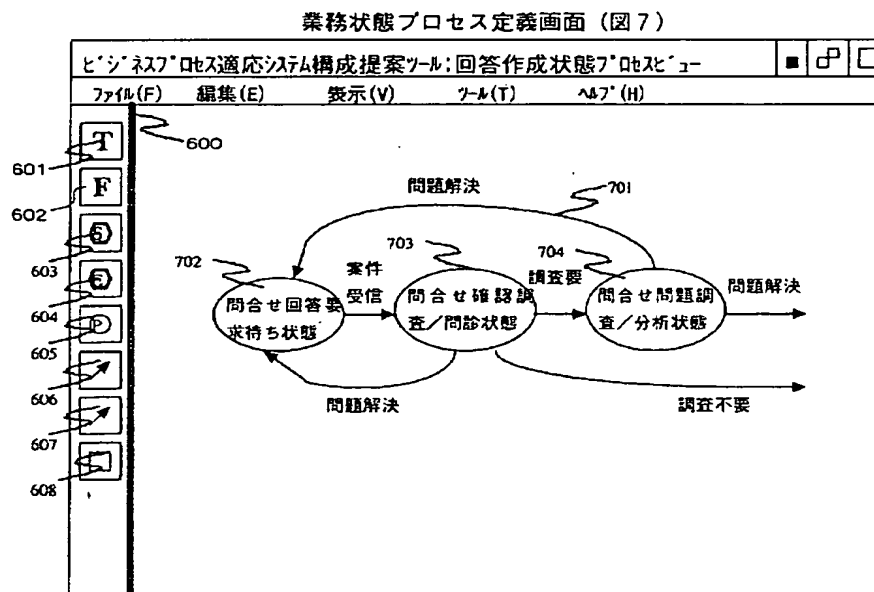 業務状態プロセス定義画面 (図7)
ビジネスプロセス適応システム構成提案ツール:回答作成状態プロセスビュー
ファイル(F) 編集(E) 表示(V) ツール(T) ヘルプ(H)
600
T
601
F
602
S
603
E
604
P
605
606
607
608
問題解決
701
702
703
704
案件
受信
調査要
問合せ回答要
求待ち状態
問合せ確認調
査/問診状態
問合せ問題調
査/分析状態
問題解決
問題解決
調査不要